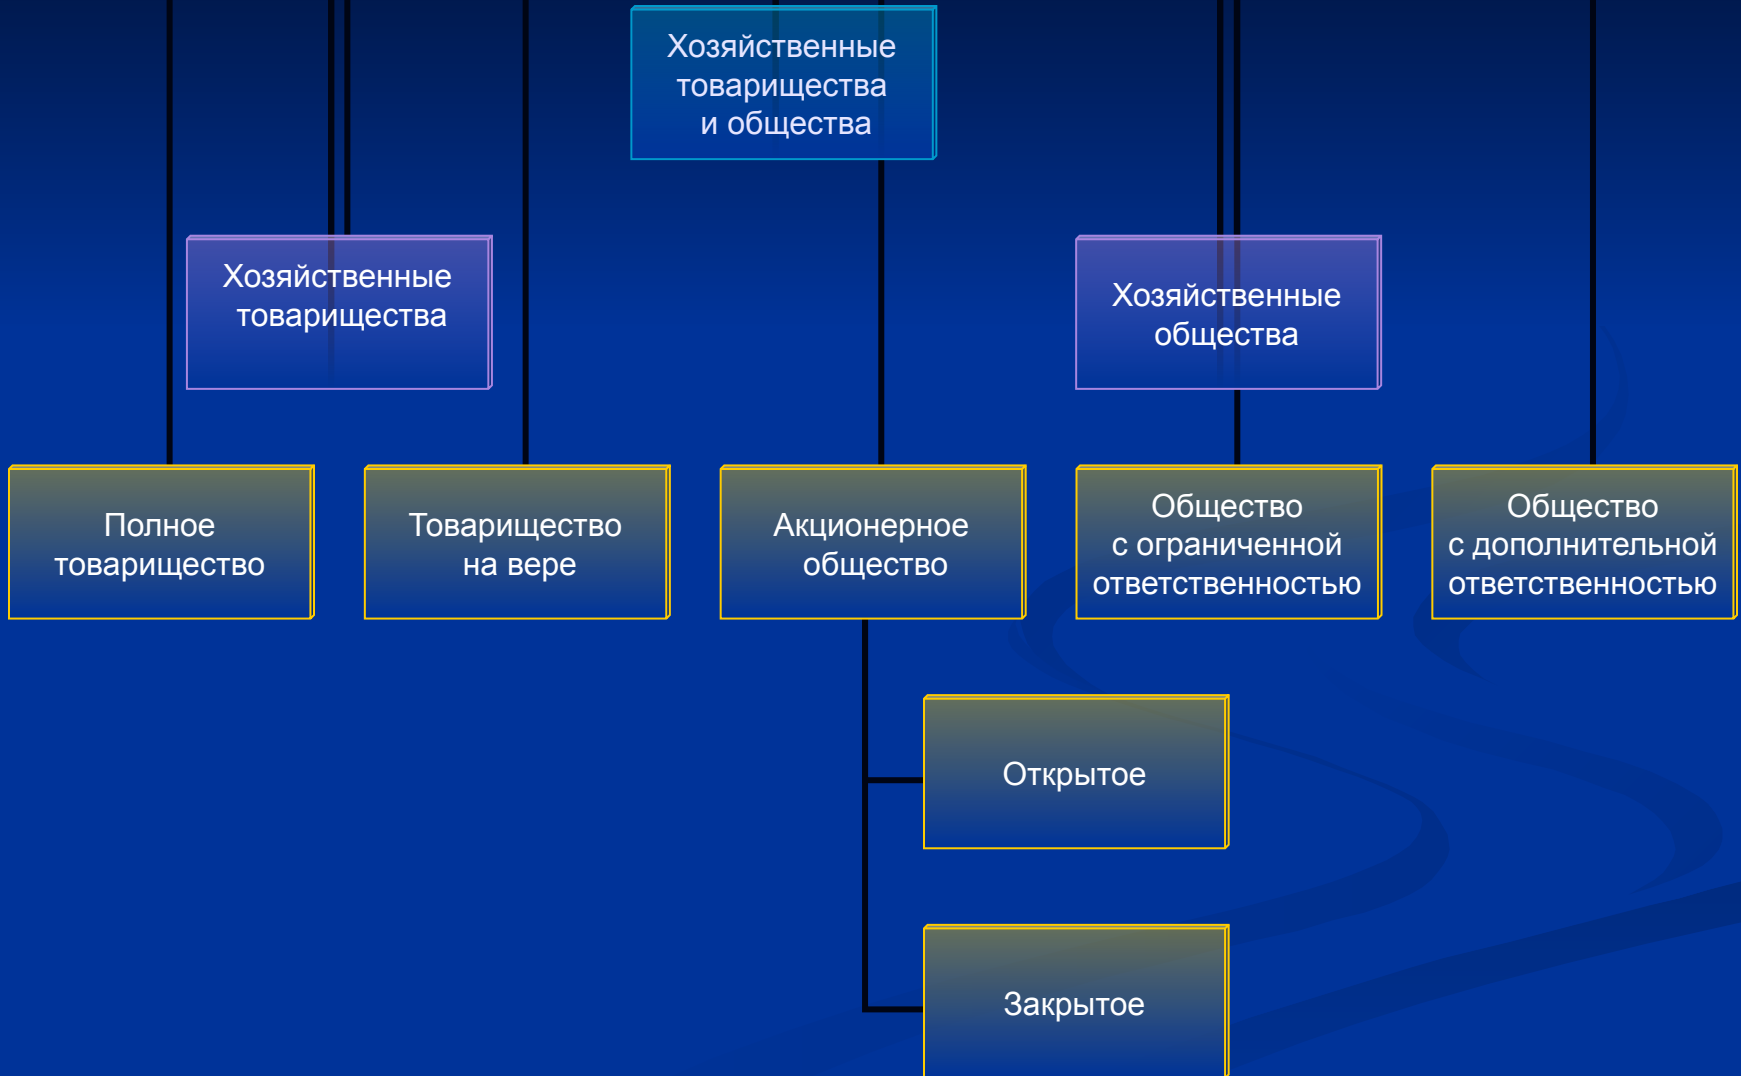 Хозяйственные
товарищества
и общества
Хозяйственные
товарищества
Хозяйственные
общества
Полное
товарищество
Товарищество
на вере
Акционерное
общество
Общество
с ограниченной
ответственностью
Общество
с дополнительной
ответственностью
Открытое
Закрытое